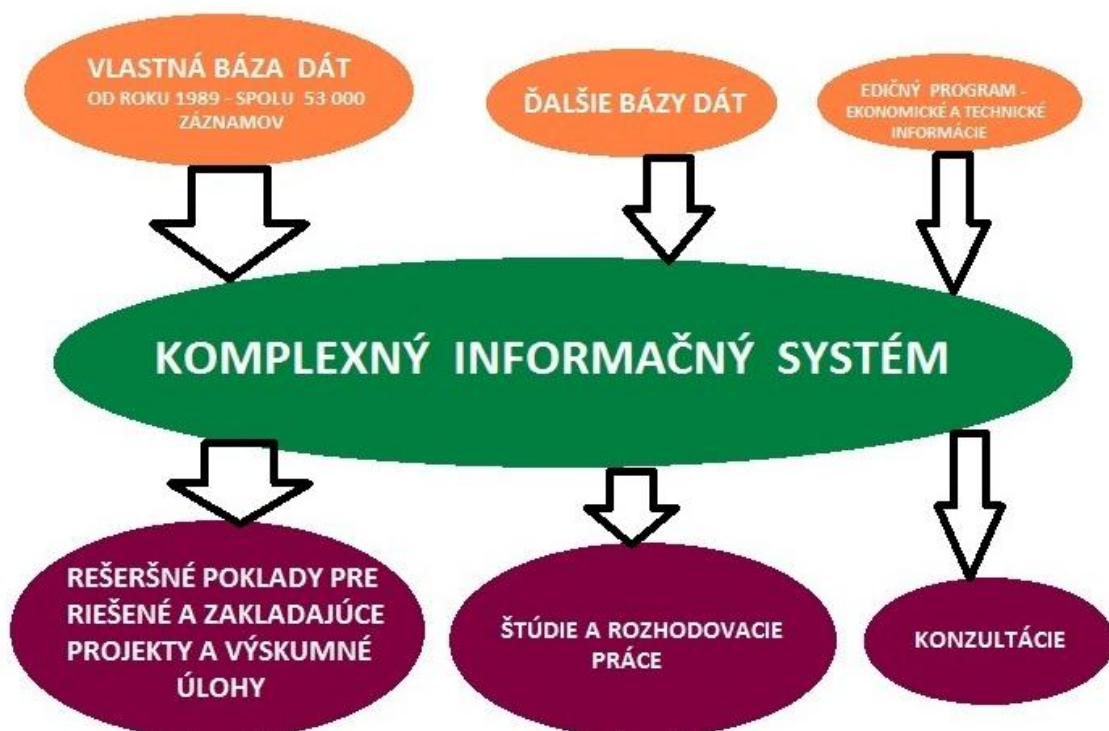 VLASTNÁ BÁZA DÁT
OD ROKU 1989 - SPOLU 53 000
ZÁZNAMOV
ĎALŠIE BÁZY DÁT
EDIČNÝ PROGRAM -
EKONOMICKÉ A TECHNICKÉ
INFORMÁCIE
KOMPLEXNÝ INFORMAČNÝ SYSTÉM
REŠERŠNÉ POKLADY PRE
RIEŠENÉ A ZAKLADAJÚCE
PROJEKTY A VÝSKUMNÉ
ÚLOHY
ŠTÚDIE A ROZHODOVACIE
PRÁCE
KONZULTÁCIE